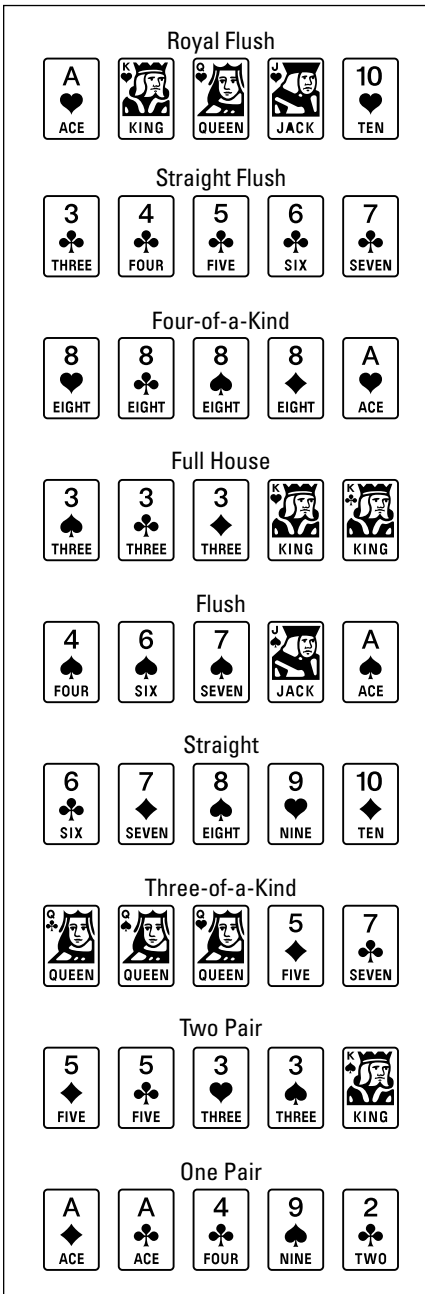 Royal Flush
A K Q J 10
ACE KING QUEEN JACK TEN
Straight Flush
3 4 5 6 7
THREE FOUR FIVE SIX SEVEN
Four-of-a-Kind
8 8 8 8 A
EIGHT EIGHT EIGHT EIGHT ACE
Full House
3 3 3 K K
THREE THREE THREE KING KING
Flush
4 6 7 J A
FOUR SIX SEVEN JACK ACE
Straight
6 7 8 9 10
SIX SEVEN EIGHT NINE TEN
Three-of-a-Kind
Q Q Q 5 7
QUEEN QUEEN QUEEN FIVE SEVEN
Two Pair
5 5 3 3 K
FIVE FIVE THREE THREE KING
One Pair
A A 4 9 2
ACE ACE FOUR NINE TWO